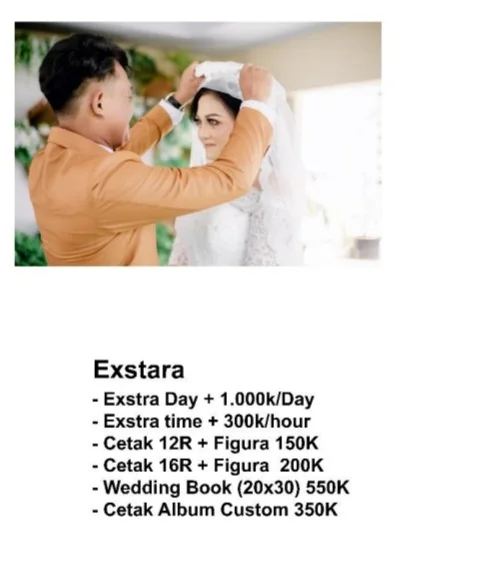 Exstara
- Exstra Day + 1.000k/Day
- Exstra time + 300k/hour
- Cetak 12R + Figura 150K
- Cetak 16R + Figura  200K
- Wedding Book (20x30) 550K
- Cetak Album Custom 350K